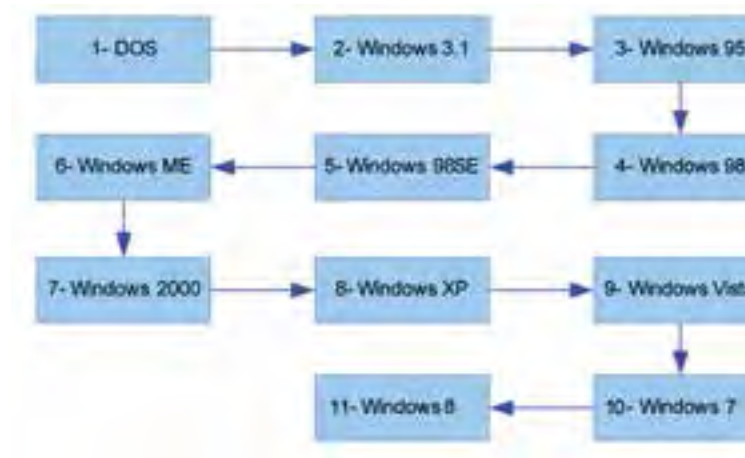 1- DOS
2- Windows 3.1
3- Windows 95
6- Windows ME
5- Windows 98SE
4- Windows 98
7- Windows 2000
8- Windows XP
9- Windows Vist
11- Windows 8
10- Windows 7